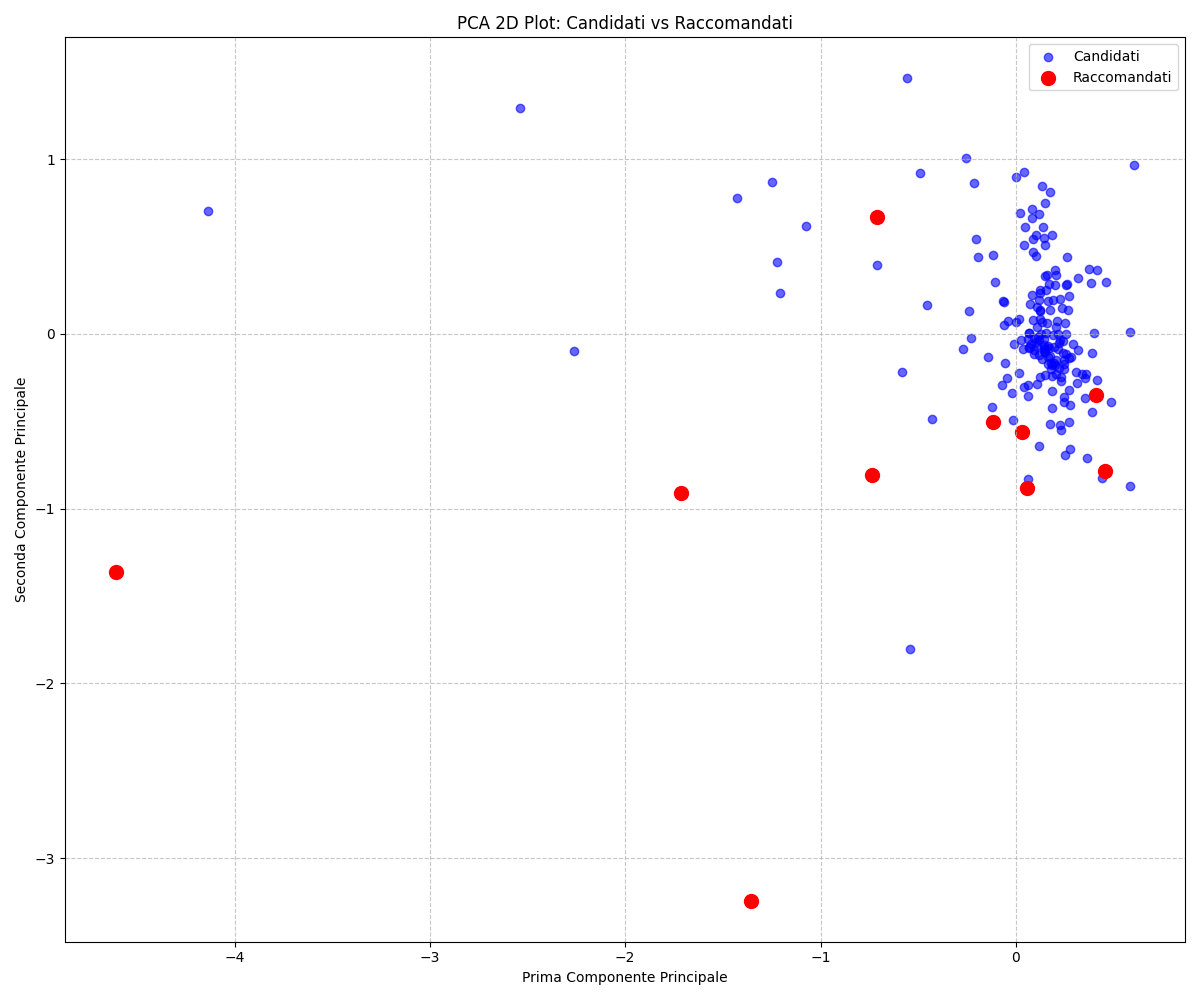 PCA 2D Plot: Candidati vs Raccomandati
Candidati
Raccomandati
1
0
−1
−2
−3
Seconda Componente Principale
−4
−3
−2
−1
0
Prima Componente Principale